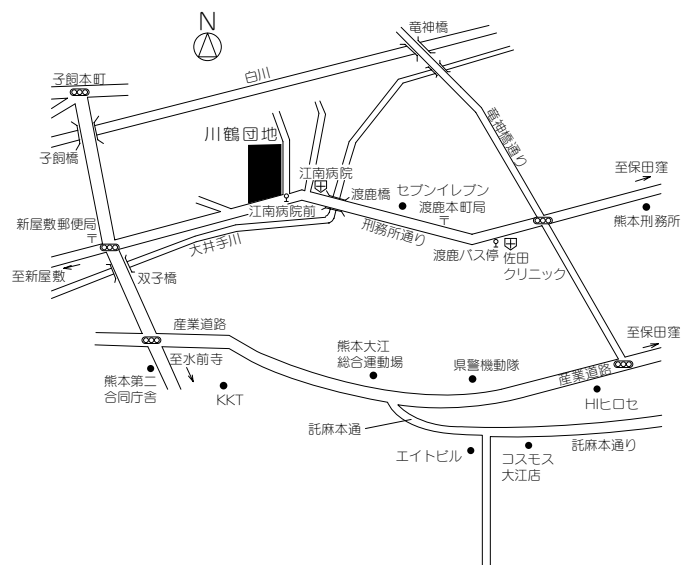 N
竜神橋
白川
子飼本町
竜神橋通り
川鶴団地
子飼橋
至保田窪
江南病院
渡鹿橋
セブンイレブン
渡鹿本町局
〒
熊本刑務所
江南病院前
新屋敷郵便局
〒
刑務所通り
大井手川
渡鹿バス停
佐田
クリニック
至新屋敷
双子橋
産業道路
至保田窪
至水前寺
熊本大江
総合運動場
県警機動隊
産業道路
熊本第二
合同庁舎
KKT
HIヒロセ
託麻本通
エイトビル
コスモス
大江店
託麻本通り